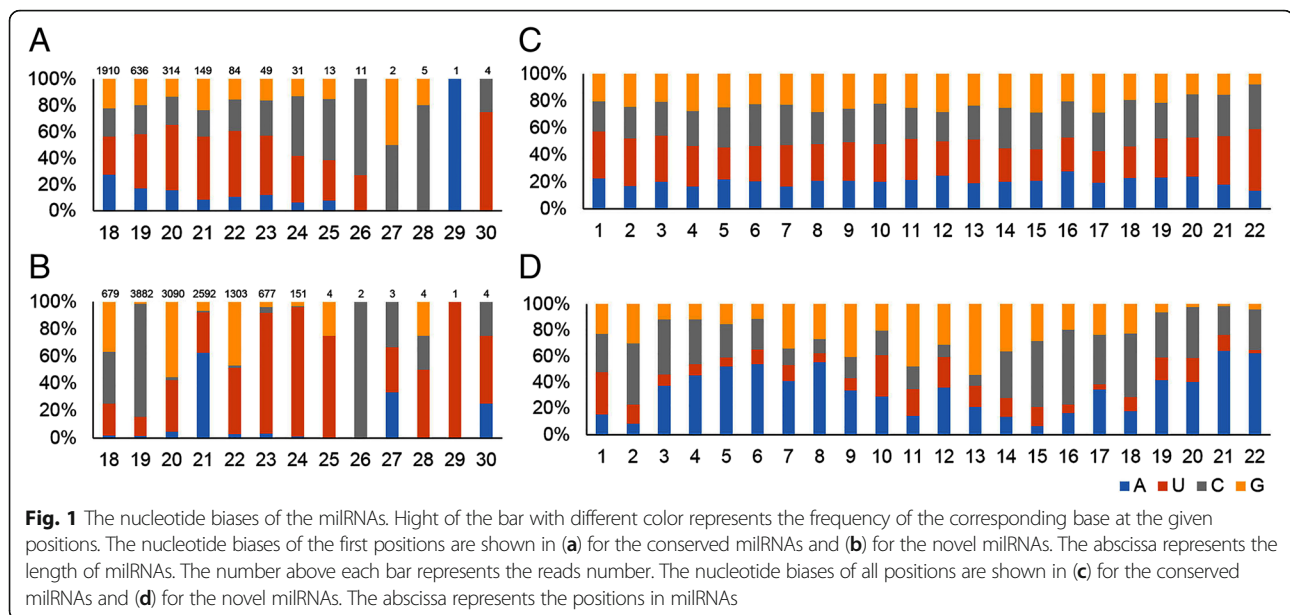 A
1910 636 314 149 84 49 31 13 11 2 5 1 4
100%
80%
60%
40%
20%
0%
18 19 20 21 22 23 24 25 26 27 28 29 30
B
679 3882 3090 2592 1303 677 151 4 2 3 4 1 4
100%
80%
60%
40%
20%
0%
18 19 20 21 22 23 24 25 26 27 28 29 30
C
100%
80%
60%
40%
20%
0%
1 2 3 4 5 6 7 8 9 10 11 12 13 14 15 16 17 18 19 20 21 22
D
100%
80%
60%
40%
20%
0%
1 2 3 4 5 6 7 8 9 10 11 12 13 14 15 16 17 18 19 20 21 22
A U C G
Fig. 1 The nucleotide biases of the milRNAs. Hight of the bar with different color represents the frequency of the corresponding base at the given
positions. The nucleotide biases of the first positions are shown in (a) for the conserved milRNAs and (b) for the novel milRNAs. The abscissa represents the
length of milRNAs. The number above each bar represents the reads number. The nucleotide biases of all positions are shown in (c) for the conserved
milRNAs and (d) for the novel milRNAs. The abscissa represents the positions in milRNAs